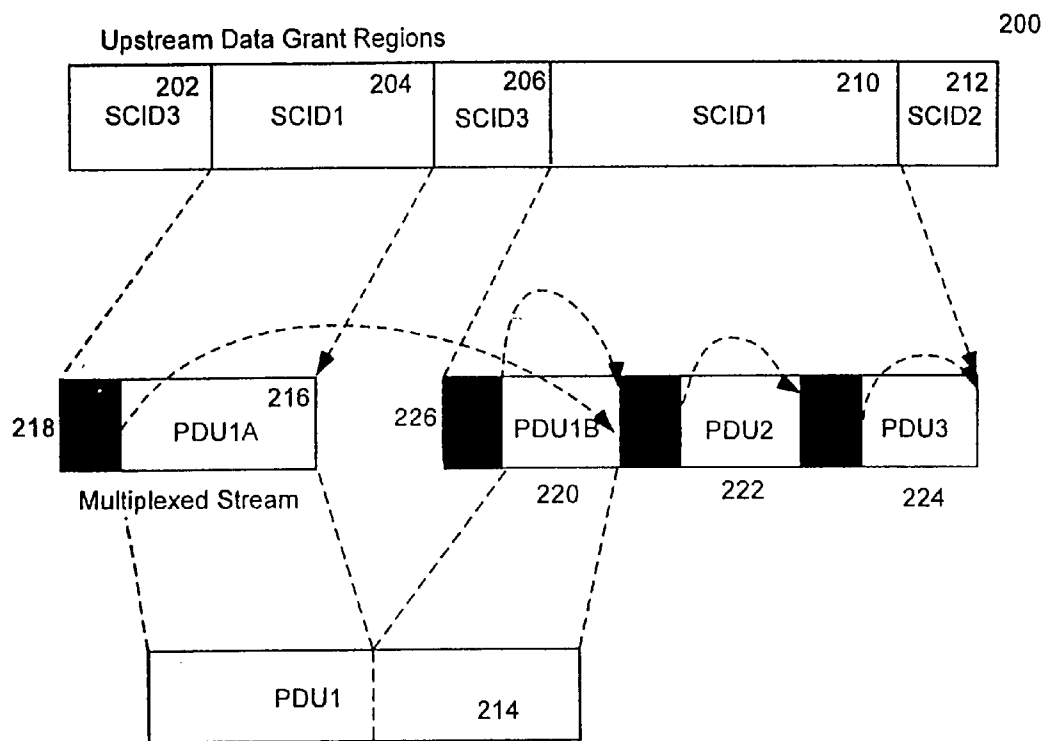 200
Upstream Data Grant Regions
202 204 206 210 212
SCID3 SCID1 SCID3 SCID1 SCID2
216
218 PDU1A 226 PDU1B PDU2 PDU3
Multiplexed Stream 220 222 224
PDU1 214